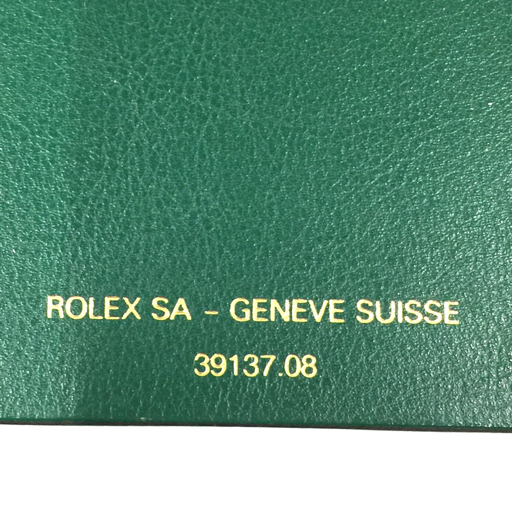 ROLEX SA - GENEVE SUISSE
39137.08